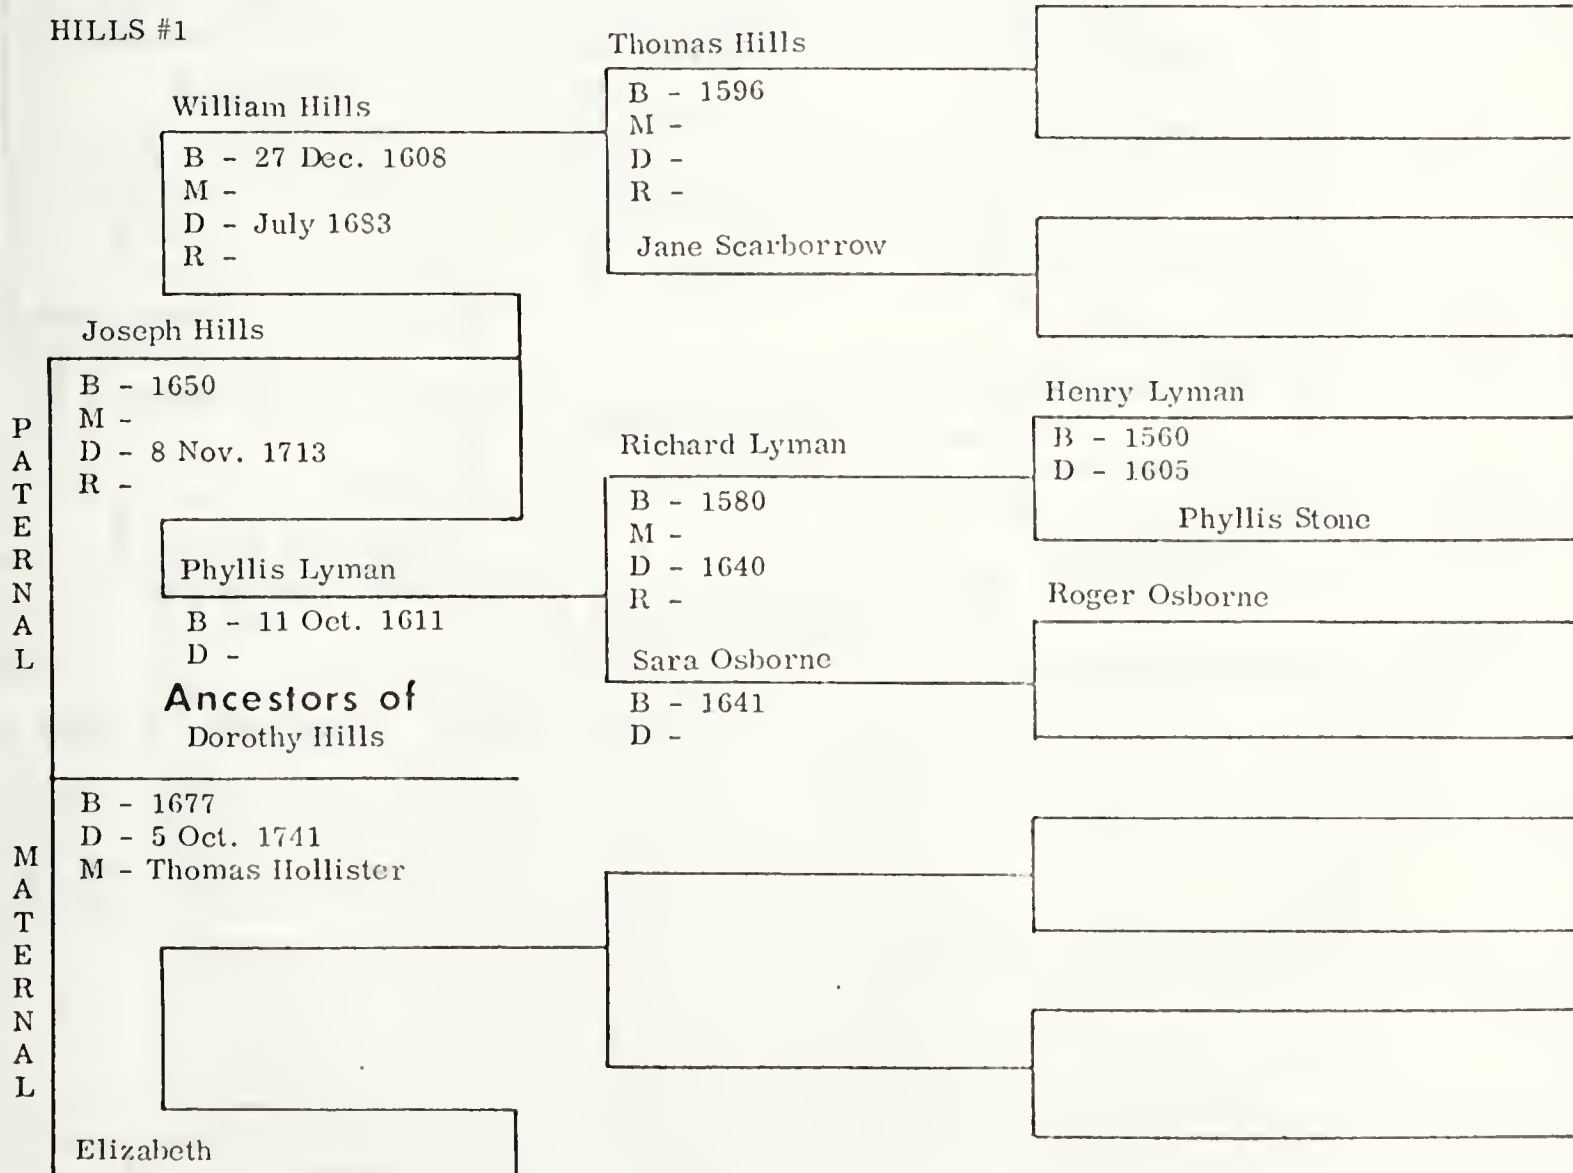 HILLS #1
Thomas Hills
B - 1596
M -
D -
R -
Jane Scarborrow
William Hills
B - 27 Dec. 1608
M -
D - July 1683
R -
Joseph Hills
B - 1650
M -
D - 8 Nov. 1713
R -
Henry Lyman
B - 1560
D - 1605
Phyllis Stone
Richard Lyman
B - 1580
M -
D - 1640
R -
Sara Osborne
B - 1641
D -
Roger Osborne
Phyllis Lyman
B - 11 Oct. 1611
D -
PATERNAL
Ancestors of
Dorothy Hills
B - 1677
D - 5 Oct. 1741
M - Thomas Hollister
MATERNAL
Elizabeth